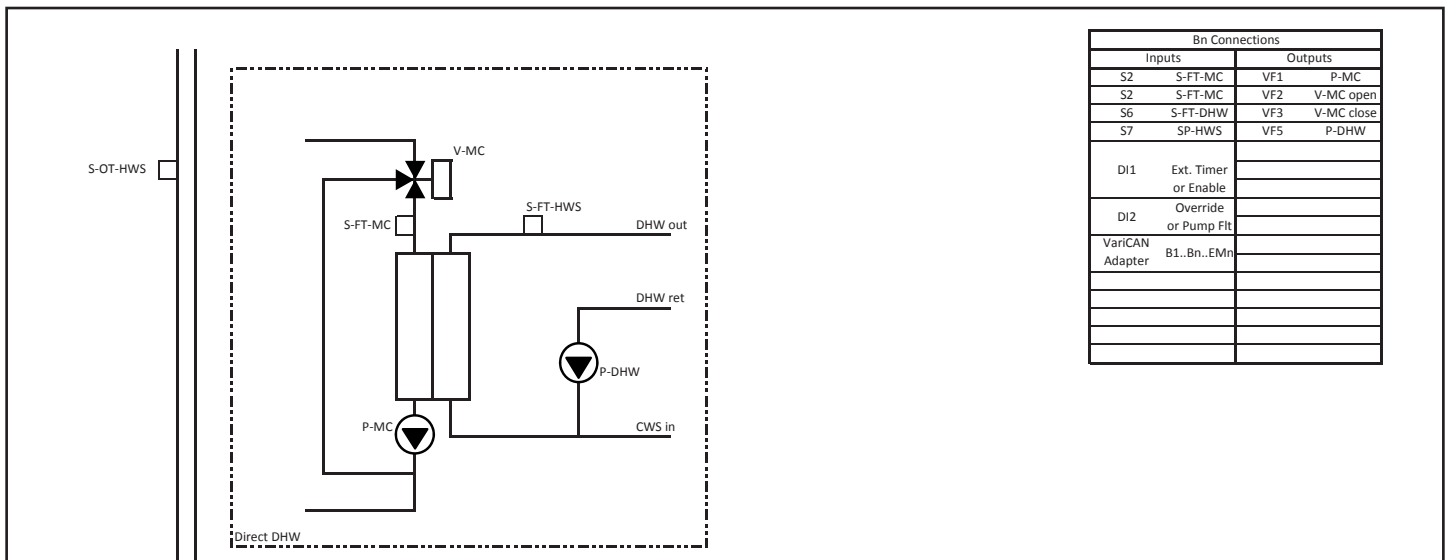 Bn Connections
Inputs Outputs
S2 S-FT-MC VF1 P-MC
S2 S-FT-MC VF2 V-MC open
S6 S-FT-DHW VF3 V-MC close
S7 SP-HWS VF5 P-DHW
DI1 Ext. Timer
or Enable
DI2 Override
or Pump Flt
VariCAN
Adapter B1..Bn..EMn
V-MC
S-OT-HWS
S-FT-HWS
S-FT-MC
DHW out
DHW ret
P-DHW
P-MC
CWS in
Direct DHW